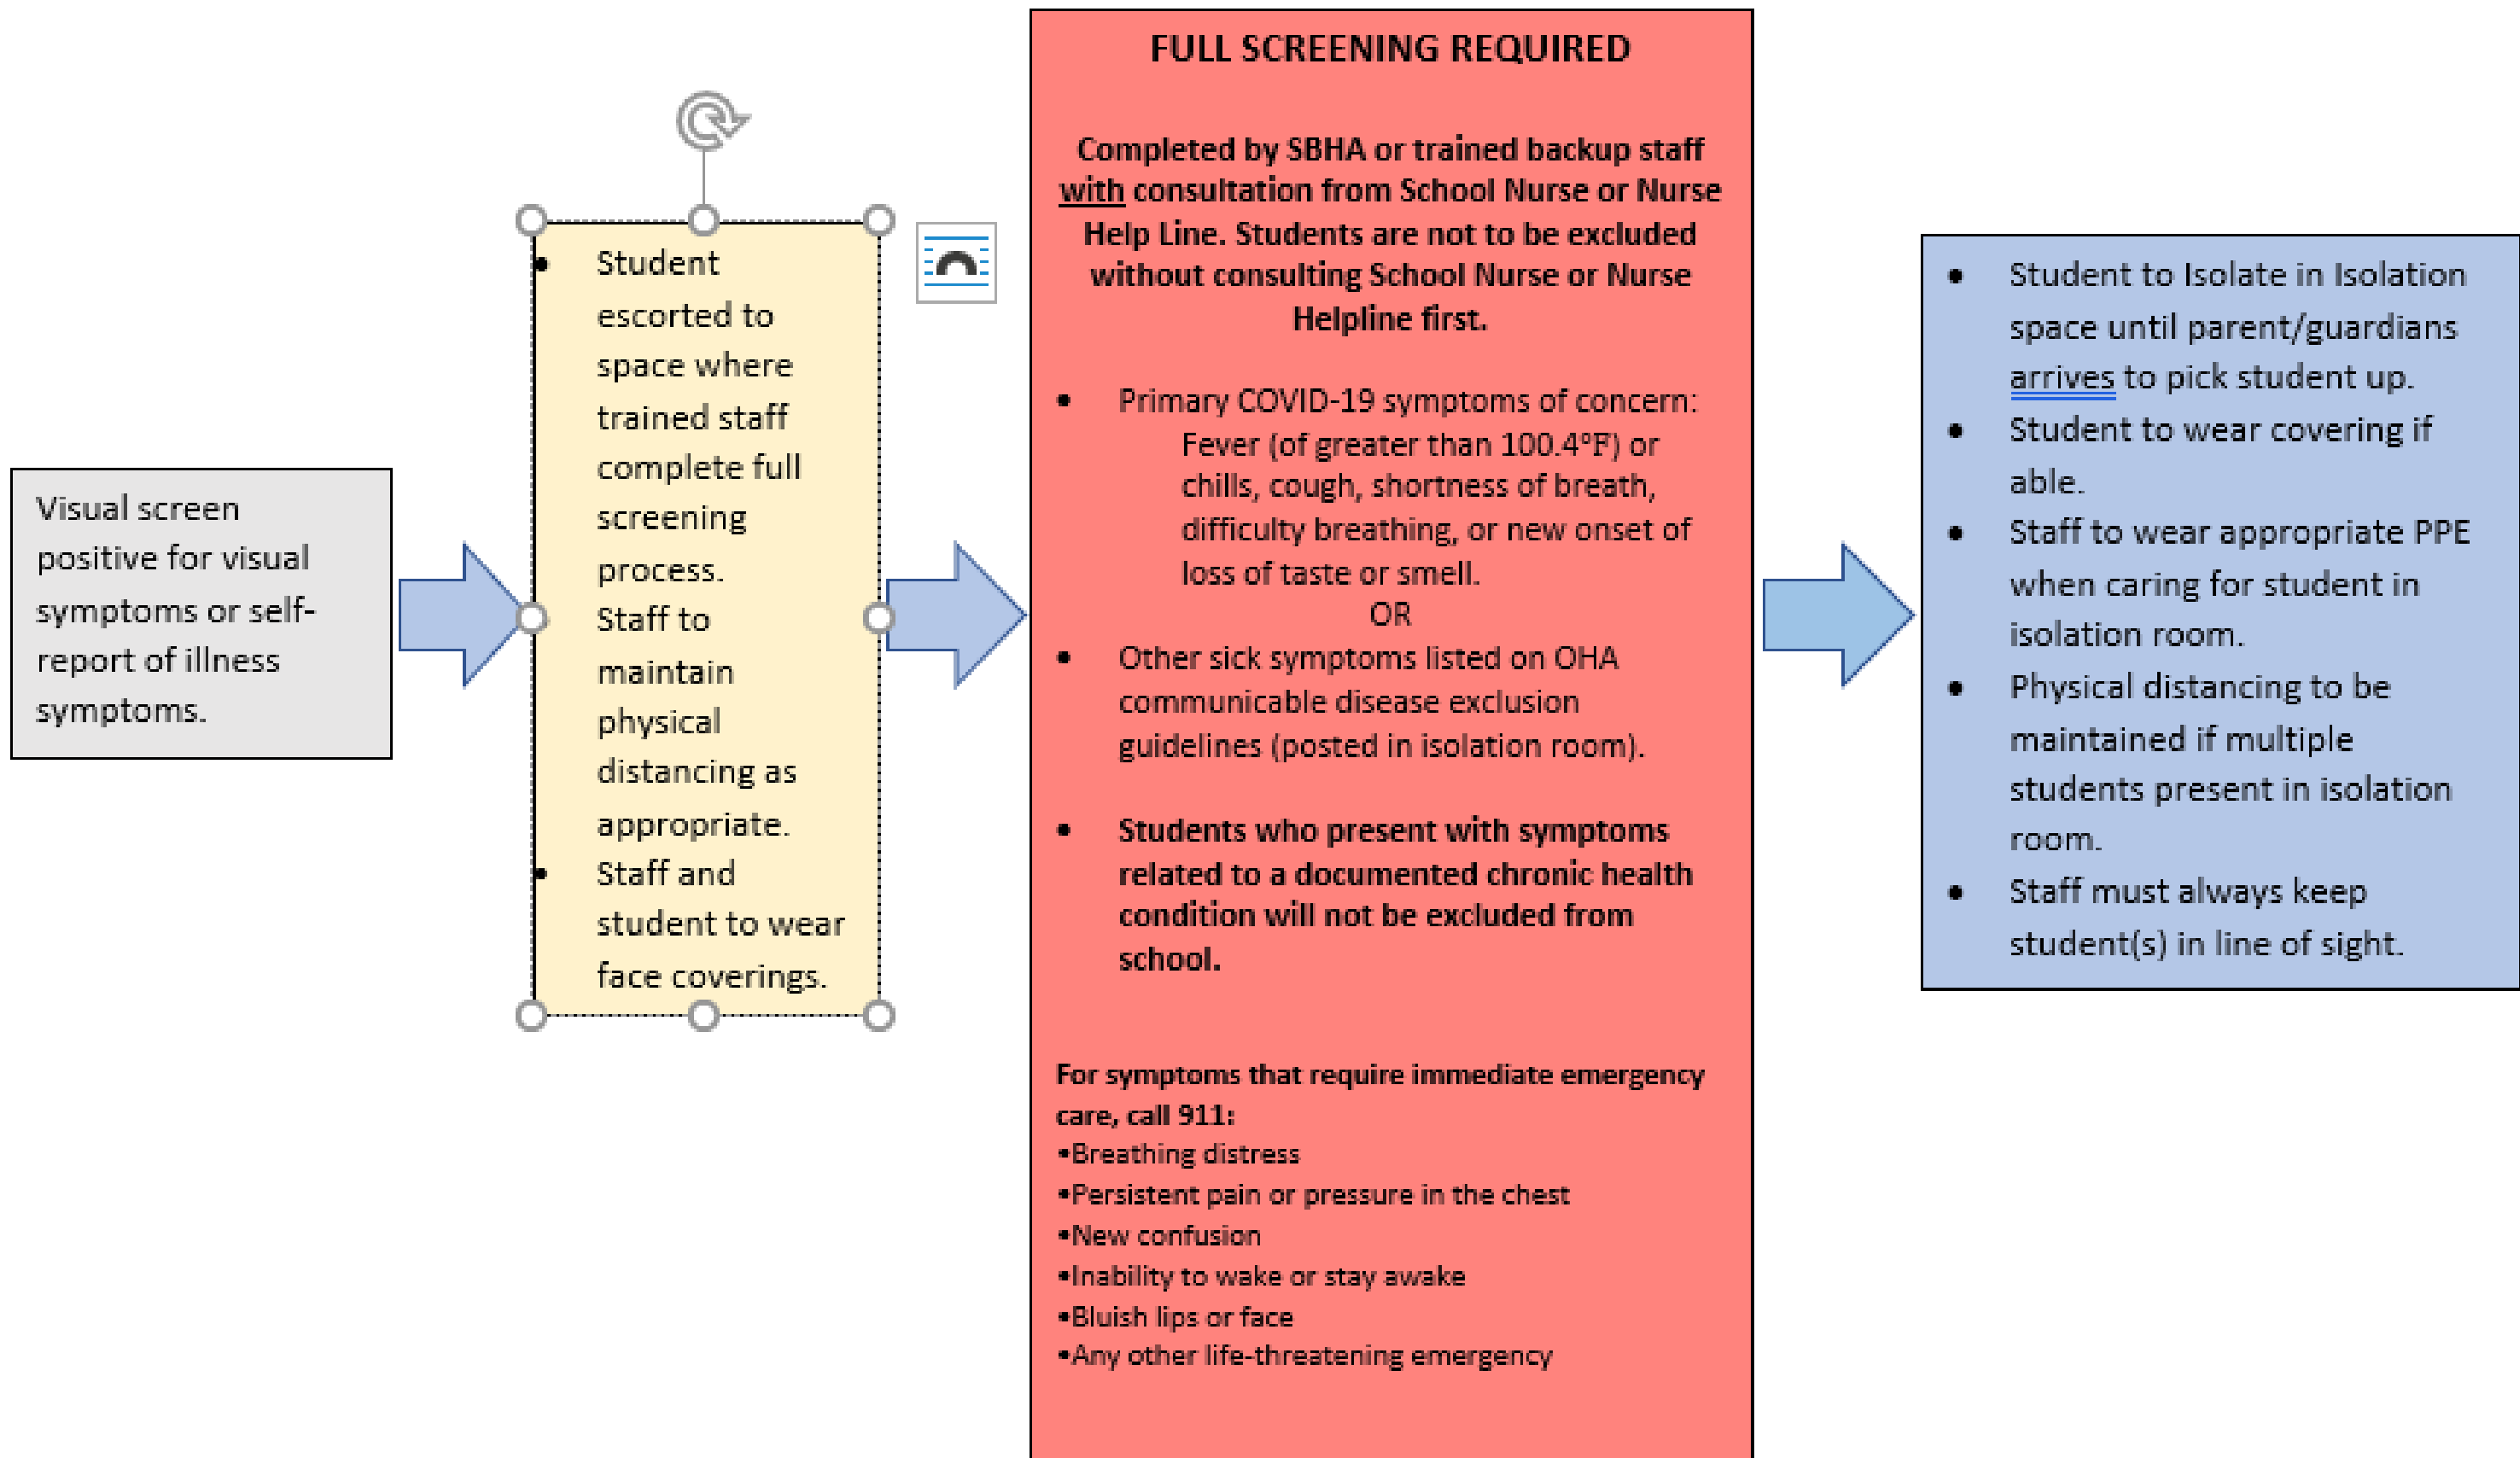 Visual screen
positive for visual
symptoms or self-
report of illness
symptoms.
• Student
escorted to
space where
trained staff
complete full
screening
process.
Staff to
maintain
physical
distancing as
appropriate.
• Staff and
student to wear
face coverings.
FULL SCREENING REQUIRED
Completed by SBHA or trained backup staff
with consultation from School Nurse or Nurse
Help Line. Students are not to be excluded
without consulting School Nurse or Nurse
Helpline first.
• Primary COVID-19 symptoms of concern:
Fever (of greater than 100.4°F) or
chills, cough, shortness of breath,
difficulty breathing, or new onset of
loss of taste or smell.
OR
• Other sick symptoms listed on OHA
communicable disease exclusion
guidelines (posted in isolation room).
• Students who present with symptoms
related to a documented chronic health
condition will not be excluded from
school.
For symptoms that require immediate emergency
care, call 911:
•Breathing distress
•Persistent pain or pressure in the chest
•New confusion
•Inability to wake or stay awake
•Bluish lips or face
•Any other life-threatening emergency
• Student to Isolate in Isolation
space until parent/guardians
arrives to pick student up.
• Student to wear covering if
able.
• Staff to wear appropriate PPE
when caring for student in
isolation room.
• Physical distancing to be
maintained if multiple
students present in isolation
room.
• Staff must always keep
student(s) in line of sight.